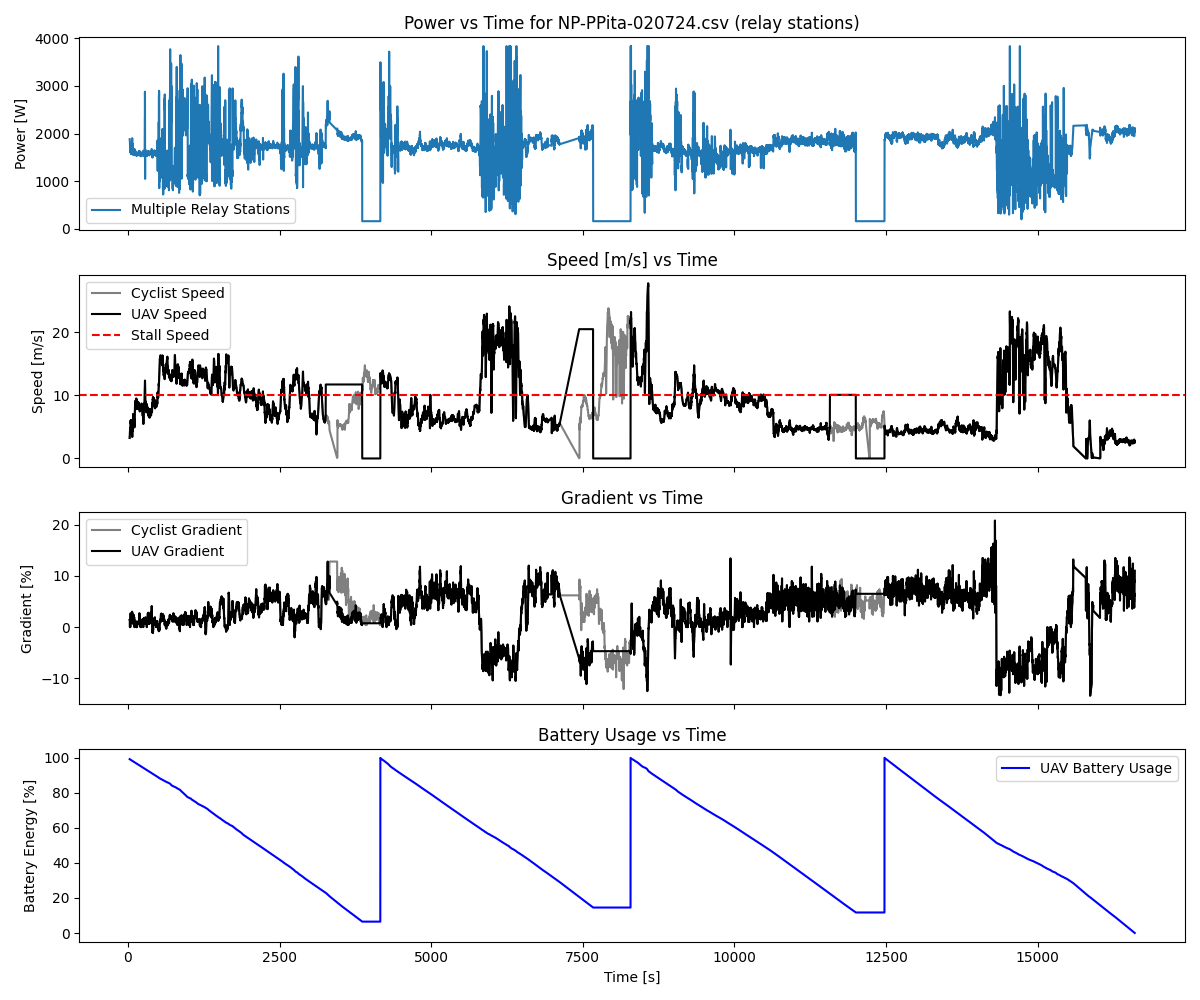 Power vs Time for NP-PPita-020724.csv (relay stations)
4000
3000
2000
1000
0
Power [W]
Multiple Relay Stations
Speed [m/s] vs Time
20
10
0
Speed [m/s]
Cyclist Speed
UAV Speed
Stall Speed
Gradient vs Time
20
10
0
−10
Gradient [%]
Cyclist Gradient
UAV Gradient
Battery Usage vs Time
100
80
60
40
20
0
Battery Energy [%]
UAV Battery Usage
0 2500 5000 7500 10000 12500 15000
Time [s]